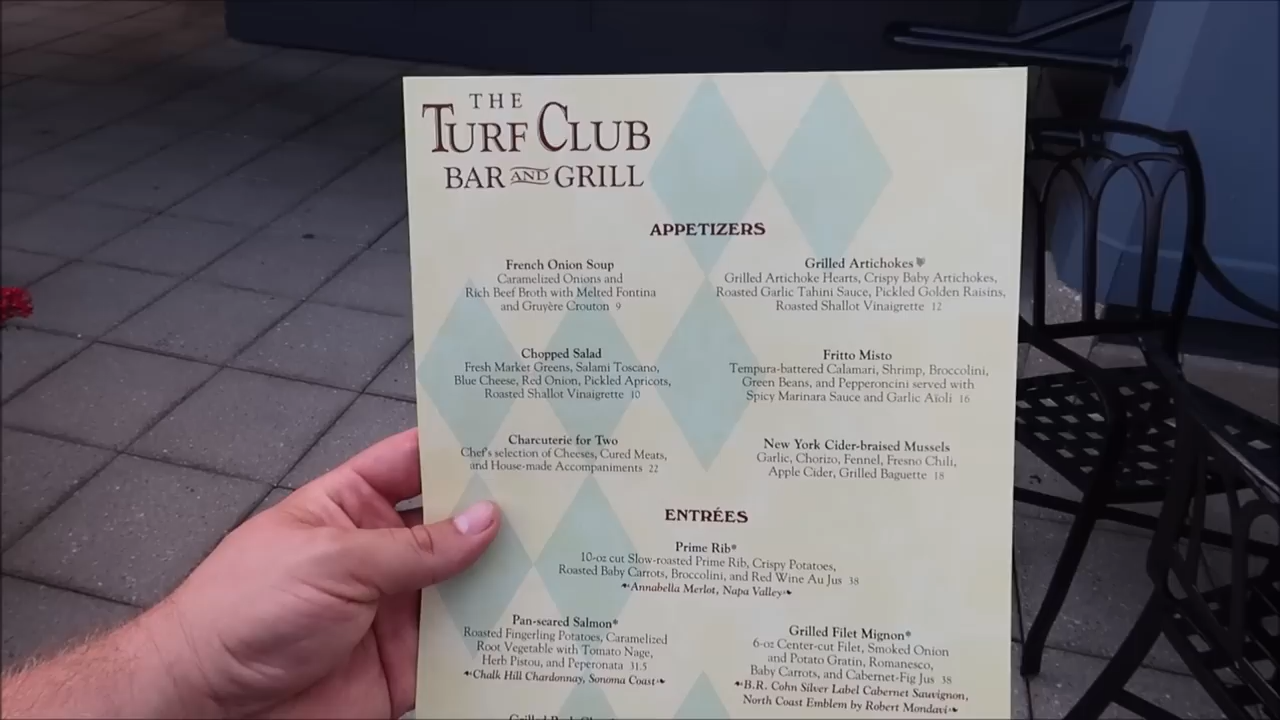 THE
TURF CLUB
BAR AND GRILL
APPETIZERS
French Onion Soup
Caramelized Onions and
Rich Beef Broth with Melted Fontina
and Gruyère Crouton 9
Grilled Artichokes
Grilled Artichoke Hearts, Crispy Baby Artichokes,
Roasted Garlic Tahini Sauce, Pickled Golden Raisins,
Roasted Shallot Vinaigrette 12
Chopped Salad
Fresh Market Greens, Salami Toscano,
Blue Cheese, Red Onion, Pickled Apricots,
Roasted Shallot Vinaigrette 10
Fritto Misto
Tempura-battered Calamari, Shrimp, Broccolini,
Green Beans, and Pepperoncini served with
Spicy Marinara Sauce and Garlic Aïoli 16
Charcuterie for Two
Chef's selection of Cheeses, Cured Meats,
and House-made Accompaniments 22
New York Cider-braised Mussels
Garlic, Chorizo, Fennel, Fresno Chili,
Apple Cider, Grilled Baguette 18
ENTRÉES
Prime Rib*
10-oz cut Slow-roasted Prime Rib, Crispy Potatoes,
Roasted Baby Carrots, Broccolini, and Red Wine Au Jus 38
Annabella Merlot, Napa Valley
Pan-seared Salmon*
Roasted Fingerling Potatoes, Caramelized
Root Vegetable with Tomato Nage,
Herb Pistou, and Peperonata 31.5
Chalk Hill Chardonnay, Sonoma Coast
Grilled Filet Mignon*
6-oz Center-cut Filet, Smoked Onion
and Potato Gratin, Romanesco,
Baby Carrots, and Cabernet-Fig Jus 38
B.R. Cohn Silver Label Cabernet Sauvignon,
North Coast Emblem by Robert Mondavi